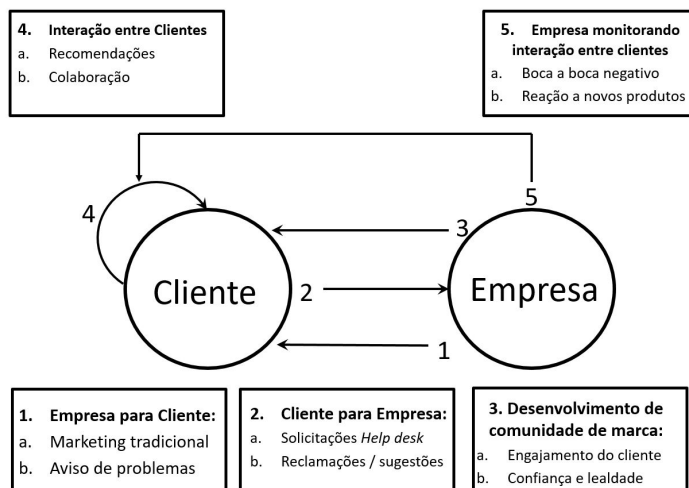 4. Interação entre Clientes
a. Recomendações
b. Colaboração
5. Empresa monitorando
interação entre clientes
a. Boca a boca negativo
b. Reação a novos produtos
4
5
3
Cliente
2
Empresa
1
1. Empresa para Cliente:
a. Marketing tradicional
b. Aviso de problemas
2. Cliente para Empresa:
a. Solicitações Help desk
b. Reclamações / sugestões
3. Desenvolvimento de
comunidade de marca:
a. Engajamento do cliente
b. Confiança e lealdade